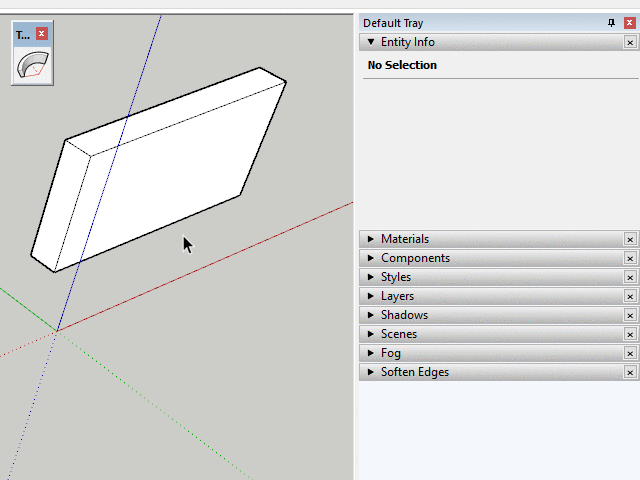 T...
Default Tray
Entity Info
No Selection
Materials
Components
Styles
Layers
Shadows
Scenes
Fog
Soften Edges